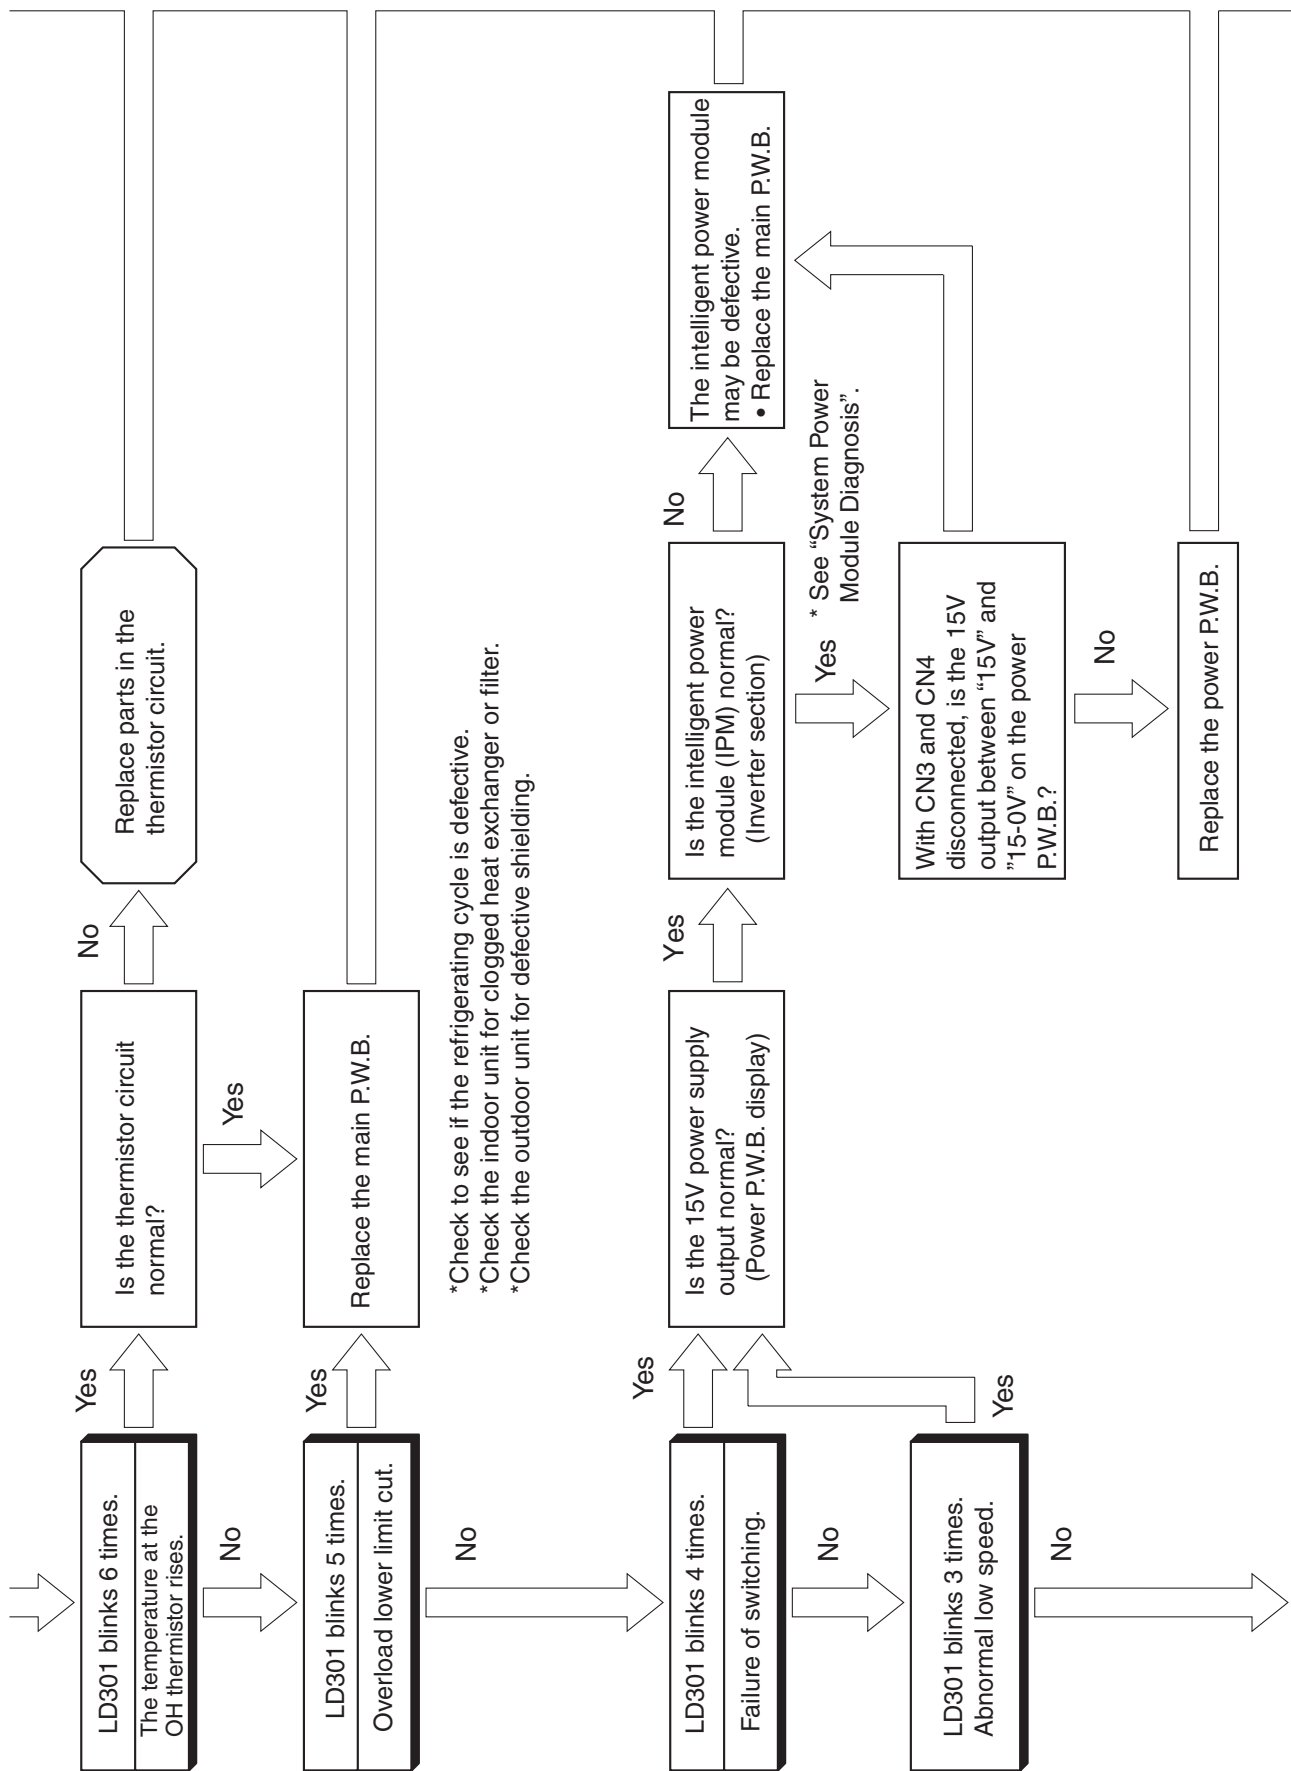 LD301 blinks 6 times.
The temperature at the
OH thermistor rises.
Yes
Is the thermistor circuit
normal?
No
Replace parts in the
thermistor circuit.
No
Yes
LD301 blinks 5 times.
Overload lower limit cut.
Yes
Replace the main P.W.B.
*Check to see if the refrigerating cycle is defective.
*Check the indoor unit for clogged heat exchanger or filter.
*Check the outdoor unit for defective shielding.
No
LD301 blinks 4 times.
Failure of switching.
Yes
Is the 15V power supply
output normal?
(Power P.W.B. display)
Yes
Is the intelligent power
module (IPM) normal?
(Inverter section)
No
The intelligent power module
may be defective.
• Replace the main P.W.B.
No
Yes
* See “System Power
Module Diagnosis”.
LD301 blinks 3 times.
Abnormal low speed.
Yes
With CN3 and CN4
disconnected, is the 15V
output between “15V” and
”15-0V” on the power
P.W.B.?
No
No
Replace the power P.W.B.